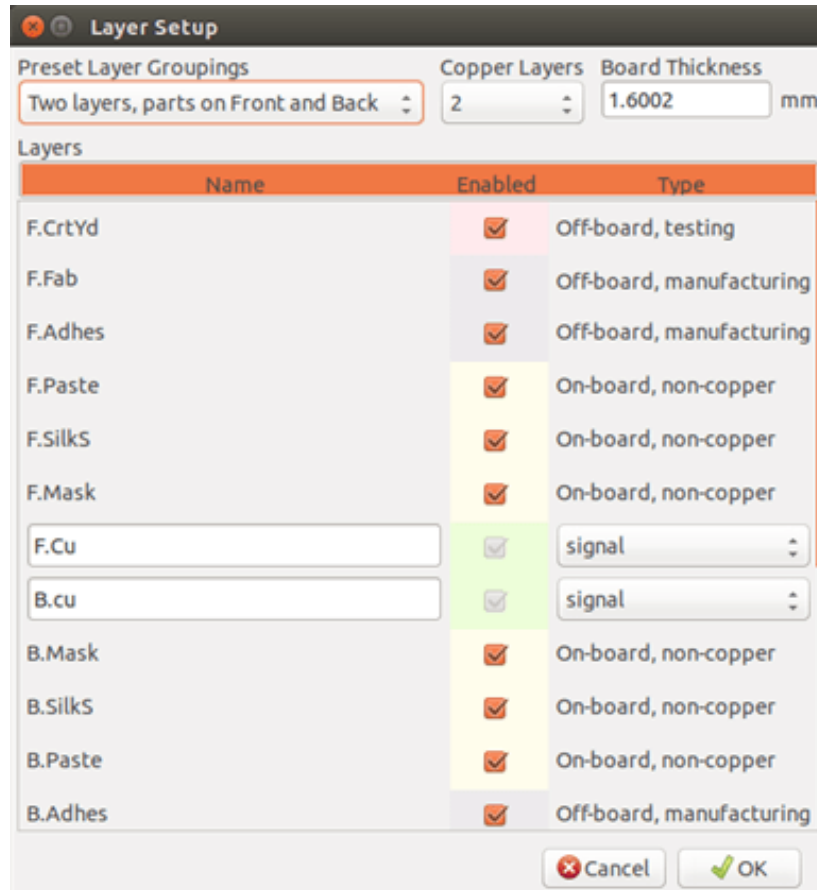 Layer Setup
Preset Layer Groupings Copper Layers Board Thickness
Two layers, parts on Front and Back 2 1.6002 mm
Layers
Name Enabled Type
F.CrtYd Off-board, testing
F.Fab Off-board, manufacturing
F.Adhes Off-board, manufacturing
F.Paste On-board, non-copper
F.SilkS On-board, non-copper
F.Mask On-board, non-copper
F.Cu signal
B.cu signal
B.Mask On-board, non-copper
B.SilkS On-board, non-copper
B.Paste On-board, non-copper
B.Adhes Off-board, manufacturing
Cancel OK